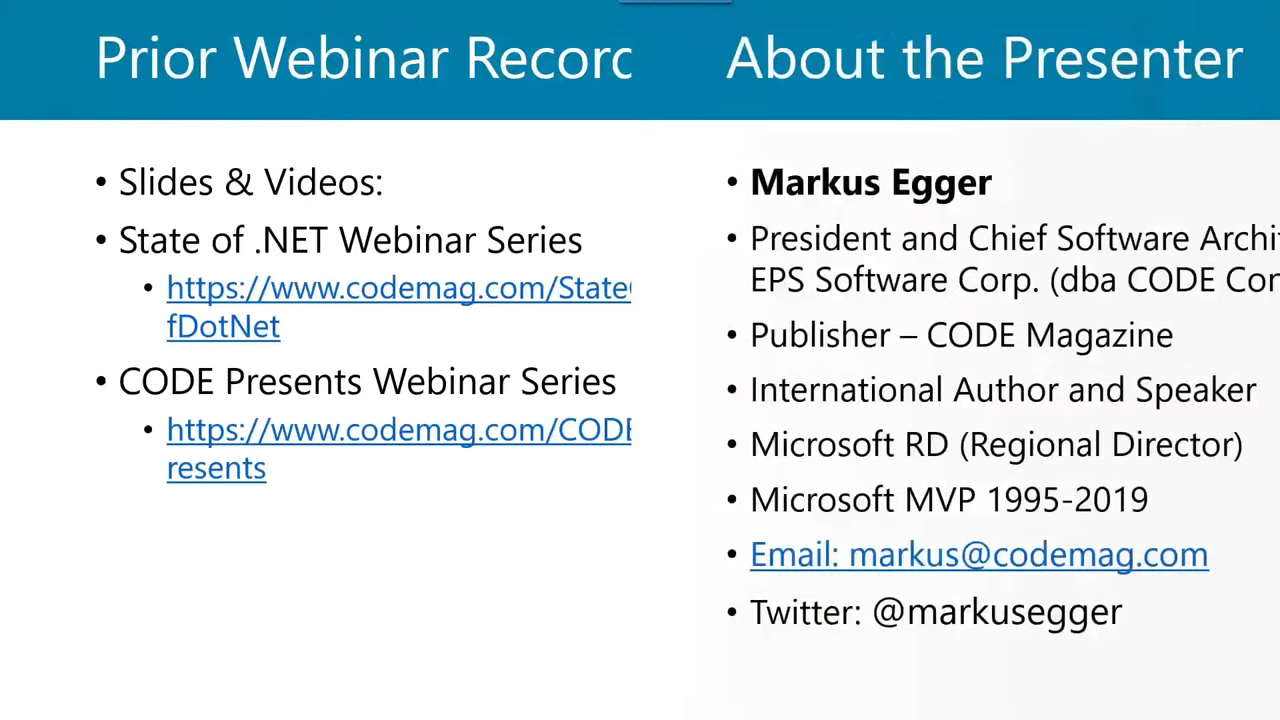 Prior Webinar Recor
• Slides & Videos:
• State of .NET Webinar Series
• https://www.codemag.com/State
fDotNet
• CODE Presents Webinar Series
• https://www.codemag.com/CODE
resents
About the Presenter
• Markus Egger
• President and Chief Software Archi
EPS Software Corp. (dba CODE Con
• Publisher – CODE Magazine
• International Author and Speaker
• Microsoft RD (Regional Director)
• Microsoft MVP 1995-2019
• Email: markus@codemag.com
• Twitter: @markusegger